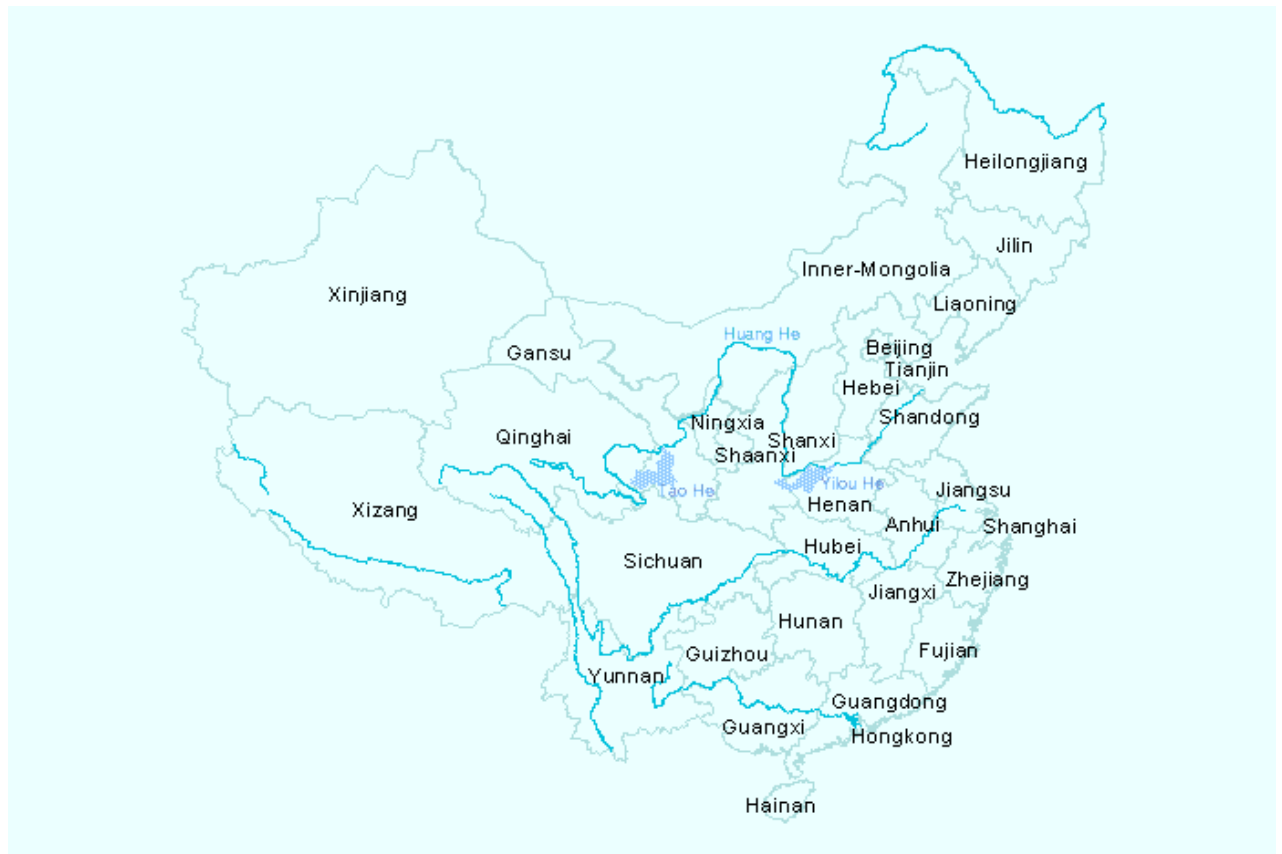 Heilongjiang
Jilin
Inner-Mongolia
Xinjiang
Liaoning
Huang He
Beijing
Gansu
Tianjin
Hebei
Shandong
Ningxia
Qinghai
Shanxi
Shaanxi
Yilou He
Tao He
Jiangsu
Henan
Xizang
Anhui
Shanghai
Hubei
Sichuan
Zhejiang
Jiangxi
Hunan
Fujian
Guizhou
Yunnan
Guangdong
Guangxi
Hongkong
Hainan